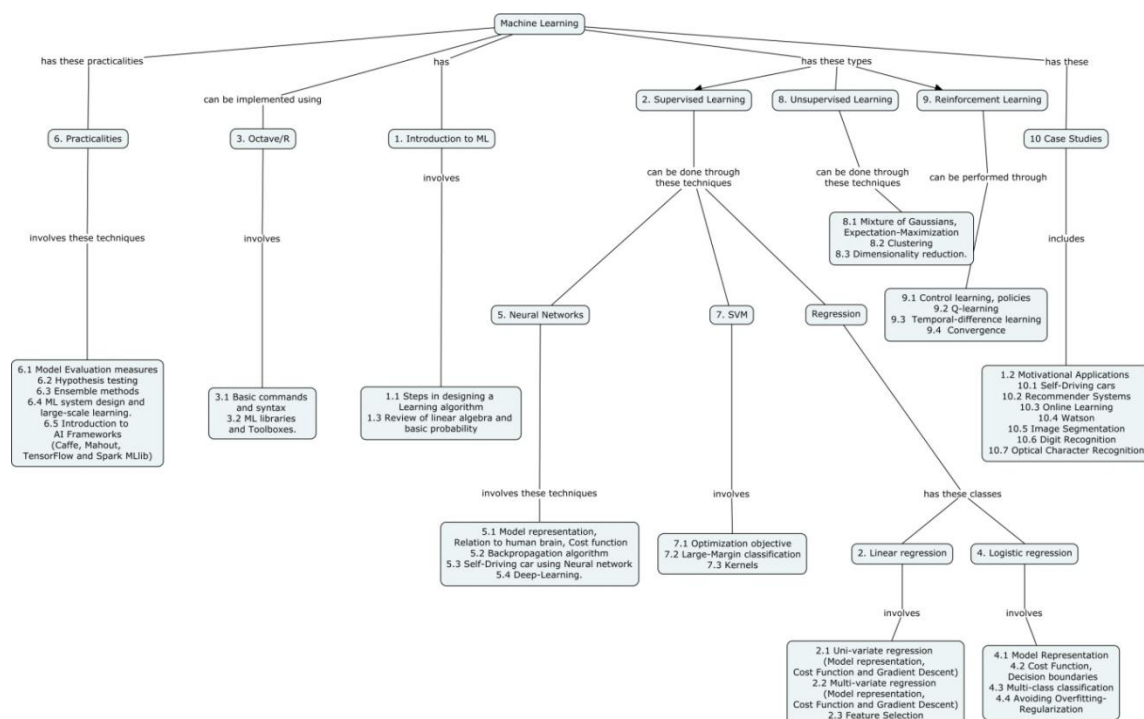 Machine Learning
has these practicalities
has
has these types
has these
can be implemented using
2. Supervised Learning
8. Unsupervised Learning
9. Reinforcement Learning
6. Practicalities
3. Octave/R
1. Introduction to ML
10 Case Studies
involves
can be done through
these techniques
can be done through
these techniques
can be performed through
involves these techniques
involves
8.1 Mixture of Gaussians,
Expectation-Maximization
8.2 Clustering
8.3 Dimensionality reduction.
includes
5. Neural Networks
7. SVM
Regression
9.1 Control learning, policies
9.2 Q-learning
9.3 Temporal-difference learning
9.4 Convergence
6.1 Model Evaluation measures
6.2 Hypothesis testing
6.3 Ensemble methods
6.4 ML system design and
large-scale learning.
6.5 Introduction to
AI Frameworks
(Caffe, Mahout,
TensorFlow and Spark MLlib)
3.1 Basic commands
and syntax
3.2 ML libraries
and Toolboxes.
1.1 Steps in designing a
Learning algorithm
1.3 Review of linear algebra and
basic probability
1.2 Motivational Applications
10.1 Self-Driving cars
10.2 Recommender Systems
10.3 Online Learning
10.4 Watson
10.5 Image Segmentation
10.6 Digit Recognition
10.7 Optical Character Recognition
involves these techniques
involves
has these classes
5.1 Model representation,
Relation to human brain, Cost function
5.2 Backpropagation algorithm
5.3 Self-Driving car using Neural network
5.4 Deep-Learning.
7.1 Optimization objective
7.2 Large-Margin classification
7.3 Kernels
2. Linear regression
4. Logistic regression
involves
involves
2.1 Uni-variate regression
(Model representation,
Cost Function and Gradient Descent)
2.2 Multi-variate regression
(Model representation,
Cost Function and Gradient Descent)
2.3 Feature Selection
4.1 Model Representation
4.2 Cost Function,
Decision boundaries
4.3 Multi-class classification
4.4 Avoiding Overfitting-
Regularization